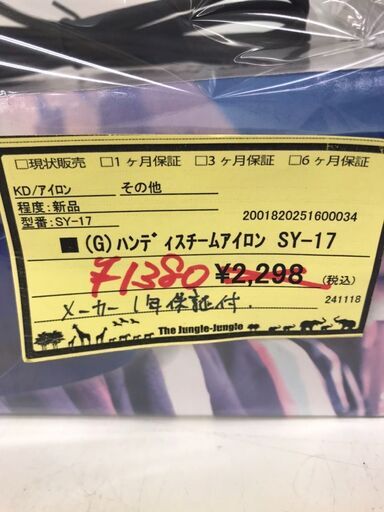 □現状販売 □1ヶ月保証 □3ヶ月保証 □6ヶ月保証
KD/アイロン その他
程度:新品
型番:SY-17 2001820251600034
■(G)ハンディスチームアイロン SY-17
¥1380 ¥2,298 (税込)
メーカー 1年保証付. 241118
The Jungle-Jungle